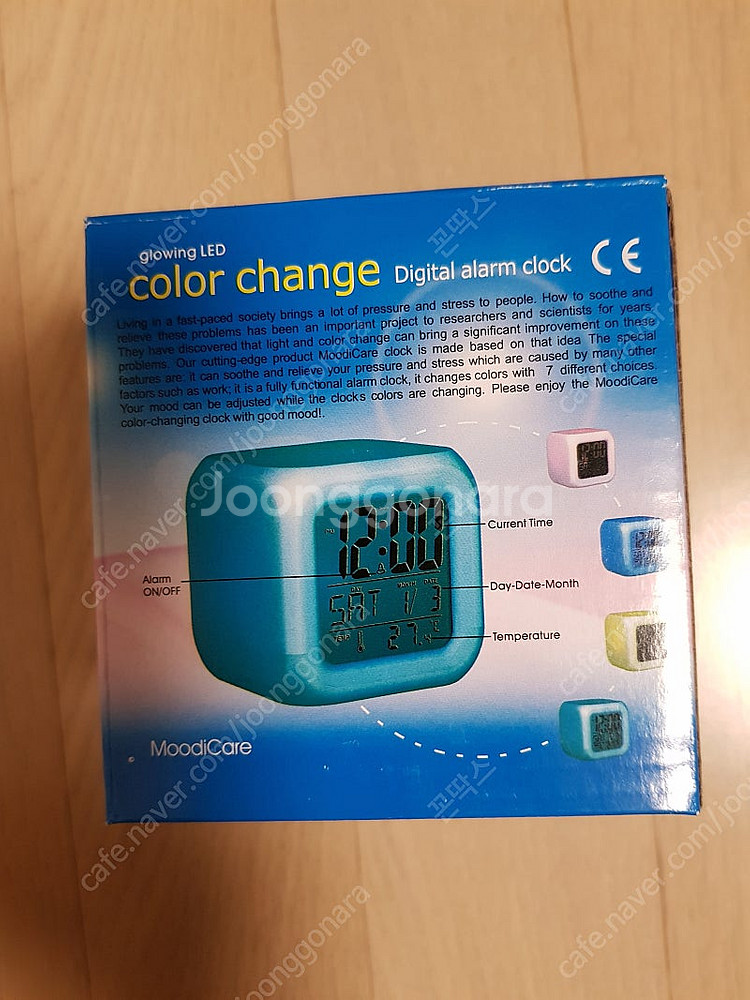 glowing LED
color change Digital alarm clock CE
Living in a fast-paced society brings a lot of pressure and stress to people. How to soothe and
relieve these problems has been an important project to researchers and scientists for years.
They have discovered that light and color change can bring a significant improvement on these
problems. Our cutting-edge product MoodiCare clock is made based on that idea The special
features are: it can soothe and relieve your pressure and stress which are caused by many other
factors such as work; it is a fully functional alarm clock, it changes colors with 7 different choices.
Your mood can be adjusted while the clocks colors are changing. Please enjoy the MoodiCare
color-changing clock with good mood!.
Joonggonara
12:00
Current Time
Alarm
ON/OFF
DAY MONTH DATE
SAT 1/ 3
Day-Date-Month
27.
Temperature
MoodiCare
cafe.naver.com/joonggonara
폰딱스